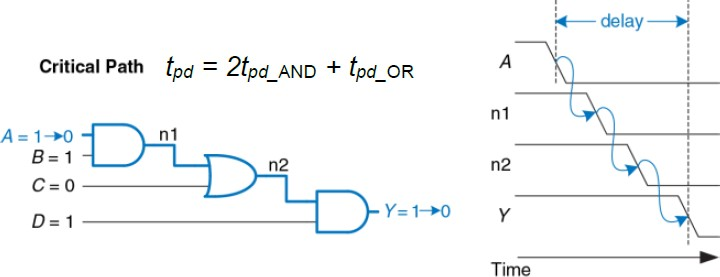 Critical Path tpd = 2tpd_AND + tpd_OR
A = 1→0
B = 1
C = 0
D = 1
n1
n2
Y = 1→0
delay
A
n1
n2
Y
Time